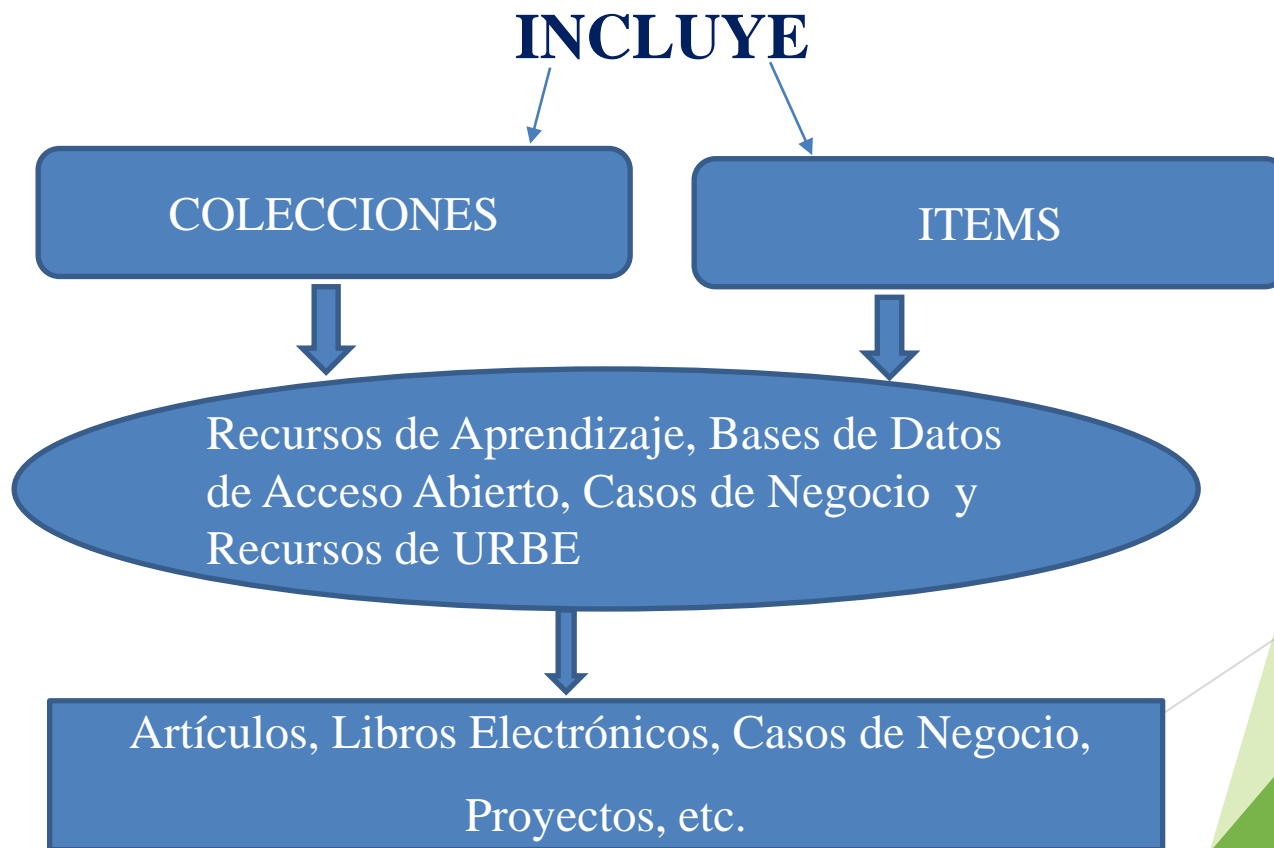 INCLUYE
COLECCIONES
ITEMS
Recursos de Aprendizaje, Bases de Datos
de Acceso Abierto, Casos de Negocio y
Recursos de URBE
Artículos, Libros Electrónicos, Casos de Negocio,
Proyectos, etc.